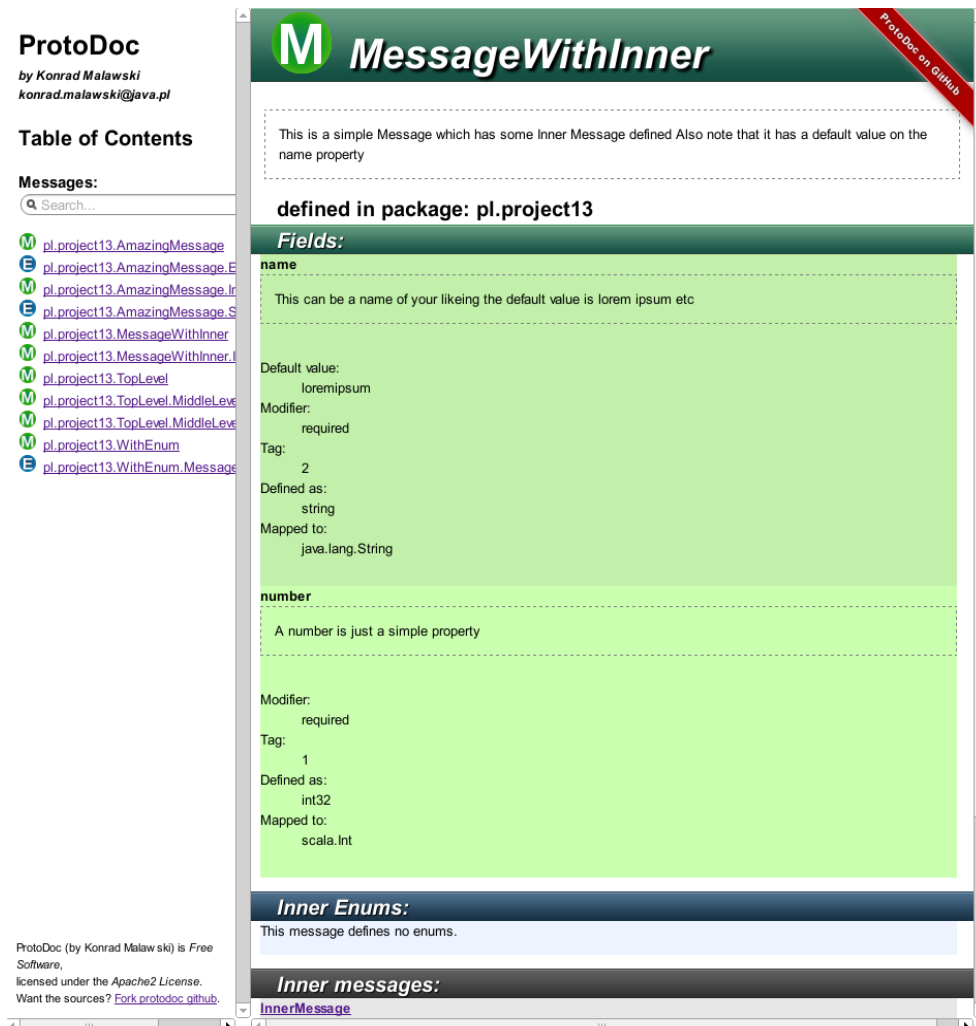 ProtoDoc
by Konrad Malawski
konrad.malawski@java.pl
Table of Contents
Messages:
Search...
M pl.project13.AmazingMessage
E pl.project13.AmazingMessage.E
M pl.project13.AmazingMessage.In
E pl.project13.AmazingMessage.S
M pl.project13.MessageWithInner
M pl.project13.MessageWithInner.I
M pl.project13.TopLevel
M pl.project13.TopLevel.MiddleLeve
M pl.project13.TopLevel.MiddleLeve
M pl.project13.WithEnum
E pl.project13.WithEnum.Message
ProtoDoc (by Konrad Malawski) is Free
Software,
licensed under the Apache2 License.
Want the sources? Fork protodoc github.
M MessageWithInner
ProtoDoc on GitHub
This is a simple Message which has some Inner Message defined Also note that it has a default value on the
name property
defined in package: pl.project13
Fields:
name
This can be a name of your likeing the default value is lorem ipsum etc
Default value:
loremipsum
Modifier:
required
Tag:
2
Defined as:
string
Mapped to:
java.lang.String
number
A number is just a simple property
Modifier:
required
Tag:
1
Defined as:
int32
Mapped to:
scala.Int
Inner Enums:
This message defines no enums.
Inner messages:
InnerMessage